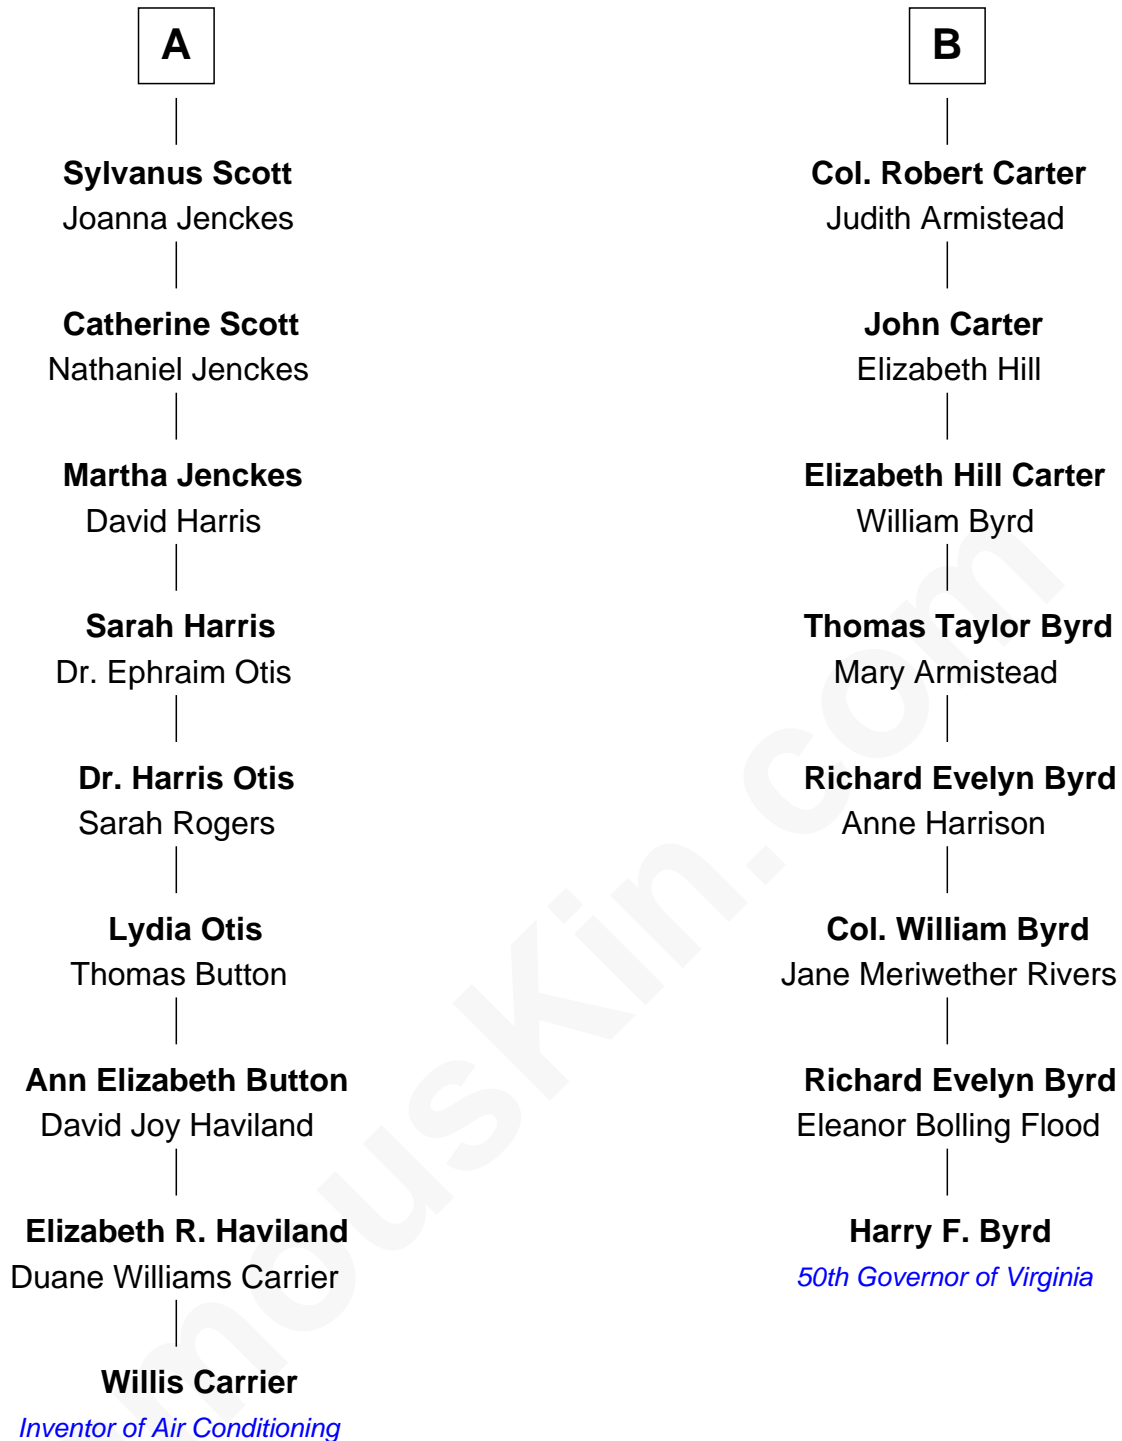 A
Sylvanus Scott
Joanna Jenckes
Catherine Scott
Nathaniel Jenckes
Martha Jenckes
David Harris
Sarah Harris
Dr. Ephraim Otis
Dr. Harris Otis
Sarah Rogers
Lydia Otis
Thomas Button
Ann Elizabeth Button
David Joy Haviland
Elizabeth R. Haviland
Duane Williams Carrier
Willis Carrier
Inventor of Air Conditioning
B
Col. Robert Carter
Judith Armistead
John Carter
Elizabeth Hill
Elizabeth Hill Carter
William Byrd
Thomas Taylor Byrd
Mary Armistead
Richard Evelyn Byrd
Anne Harrison
Col. William Byrd
Jane Meriwether Rivers
Richard Evelyn Byrd
Eleanor Bolling Flood
Harry F. Byrd
50th Governor of Virginia
mousKin.com